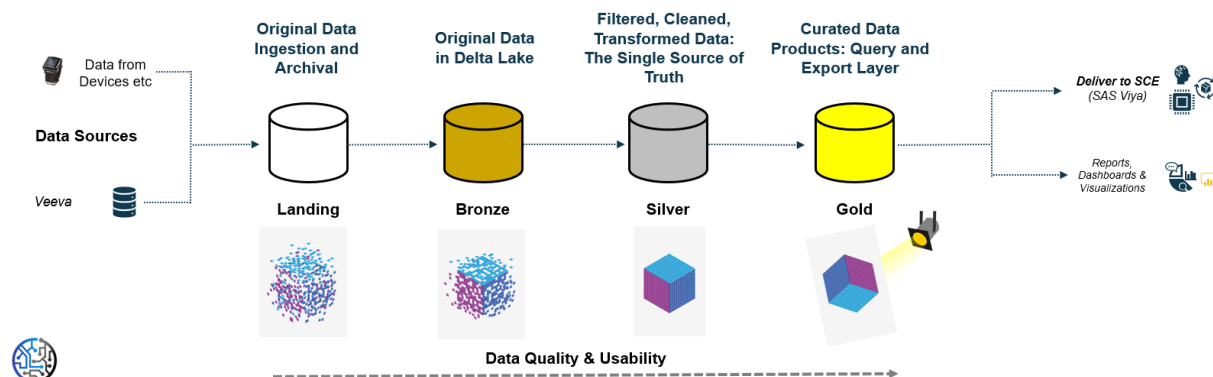 Original Data
Ingestion and
Archival
Original Data
in Delta Lake
Filtered, Cleaned,
Transformed Data:
The Single Source of
Truth
Curated Data
Products: Query and
Export Layer
Data from
Devices etc
Data Sources
Veeva
Deliver to SCE
(SAS Viya)
Reports,
Dashboards &
Visualizations
Landing
Bronze
Silver
Gold
Data Quality & Usability